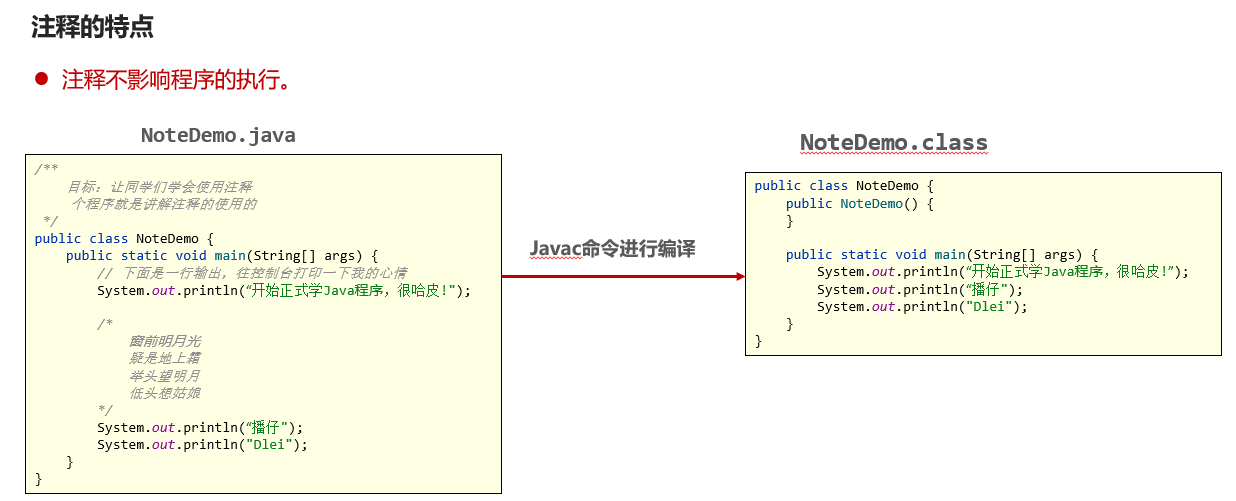 注释的特点
● 注释不影响程序的执行。
NoteDemo.java
/**
目标：让同学们学会使用注释
个程序就是讲解注释的使用的
*/
public class NoteDemo {
public static void main(String[] args) {
// 下面是一行输出，往控制台打印一下我的心情
System.out.println(“开始正式学Java程序，很哈皮!");
/*
窗前明月光
疑是地上霜
举头望明月
低头想姑娘
*/
System.out.println(“播仔");
System.out.println("Dlei");
}
}
Javac命令进行编译
NoteDemo.class
public class NoteDemo {
public NoteDemo() {
}
public static void main(String[] args) {
System.out.println(“开始正式学Java程序，很哈皮!”);
System.out.println(“播仔");
System.out.println("Dlei");
}
}